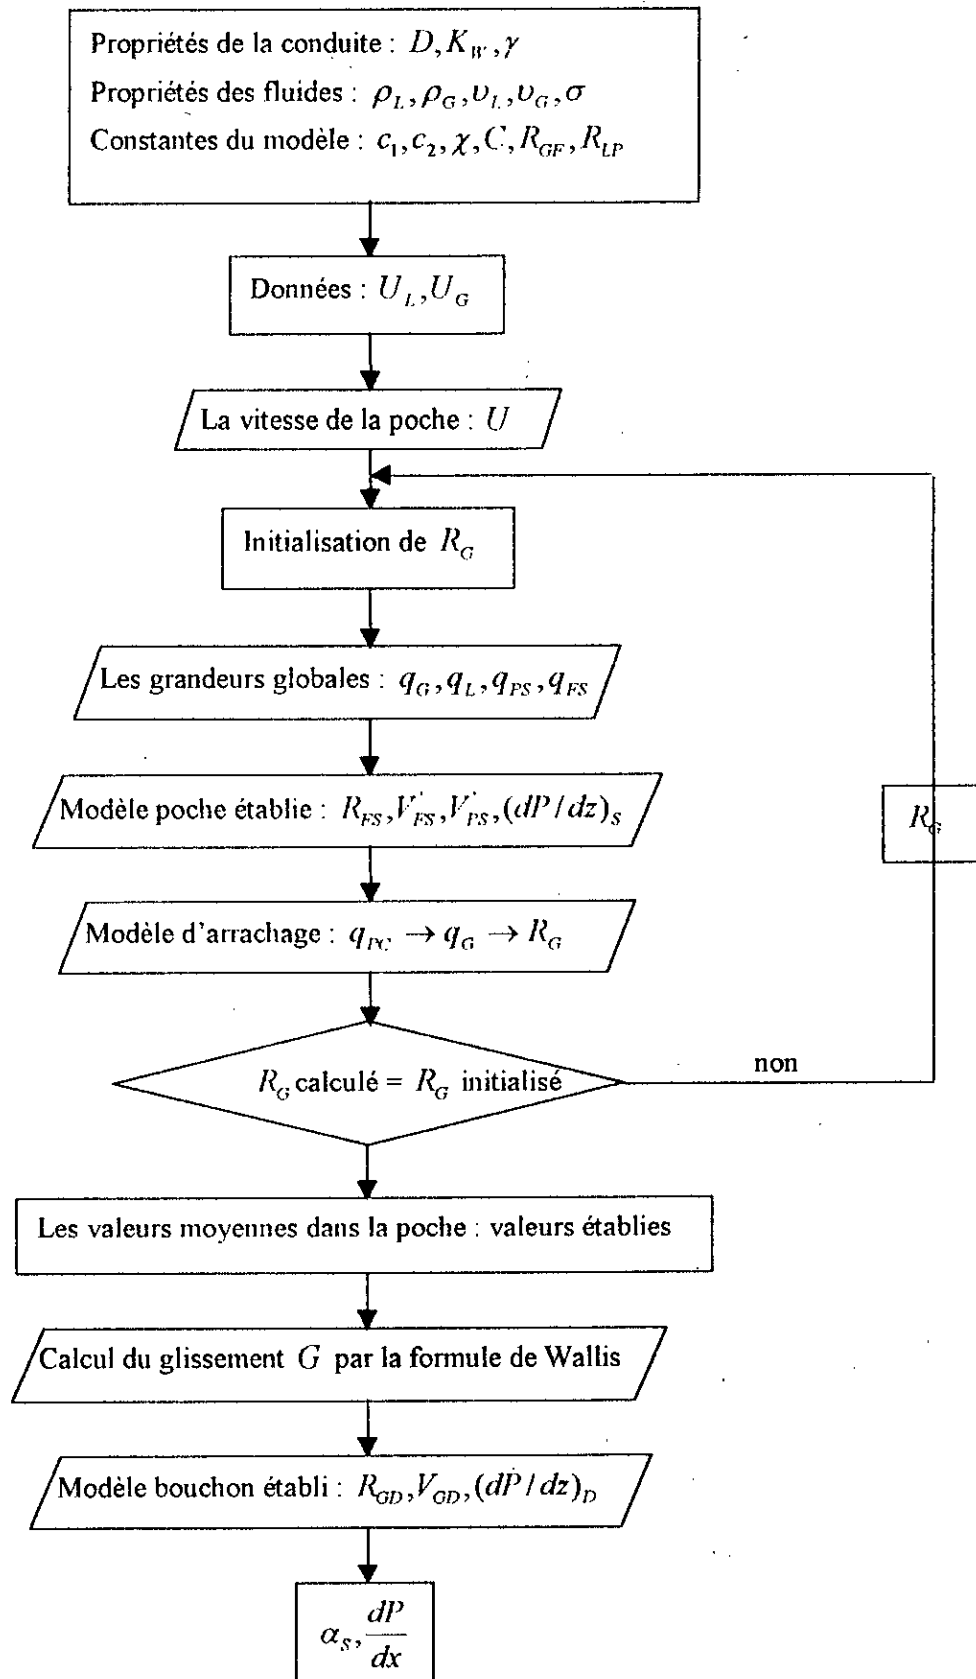 Propriétés de la conduite : D, K_W, γ
Propriétés des fluides : ρ_L, ρ_G, υ_L, υ_G, σ
Constantes du modèle : c_1, c_2, χ, C, R_GF, R_LP
Données : U_L, U_G
La vitesse de la poche : U
Initialisation de R_G
Les grandeurs globales : q_G, q_L, q_PS, q_FS
Modèle poche établie : R_FS, V_FS, V_PS, (dP/dz)_S
R_G
Modèle d'arrachage : q_PC → q_G → R_G
R_G calculé = R_G initialisé
non
Les valeurs moyennes dans la poche : valeurs établies
Calcul du glissement G par la formule de Wallis
Modèle bouchon établi : R_GD, V_GD, (dP/dz)_D
α_S, dP/dx